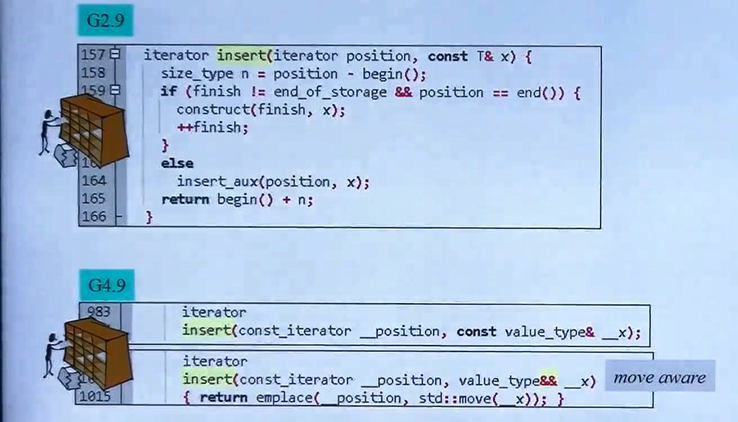 G2.9
157 iterator insert(iterator position, const T& x) {
158 size_type n = position - begin();
159 if (finish != end_of_storage && position == end()) {
construct(finish, x);
++finish;
}
else
164 insert_aux(position, x);
165 return begin() + n;
166 }
G4.9
983 iterator
insert(const_iterator __position, const value_type& __x);
iterator
insert(const_iterator __position, value_type&& __x) move aware
1015 { return emplace(__position, std::move(__x)); }